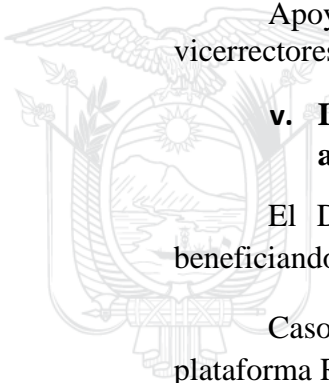 Apoy
vicerrectores
v. I
a
El D
beneficiando
Caso
plataforma F